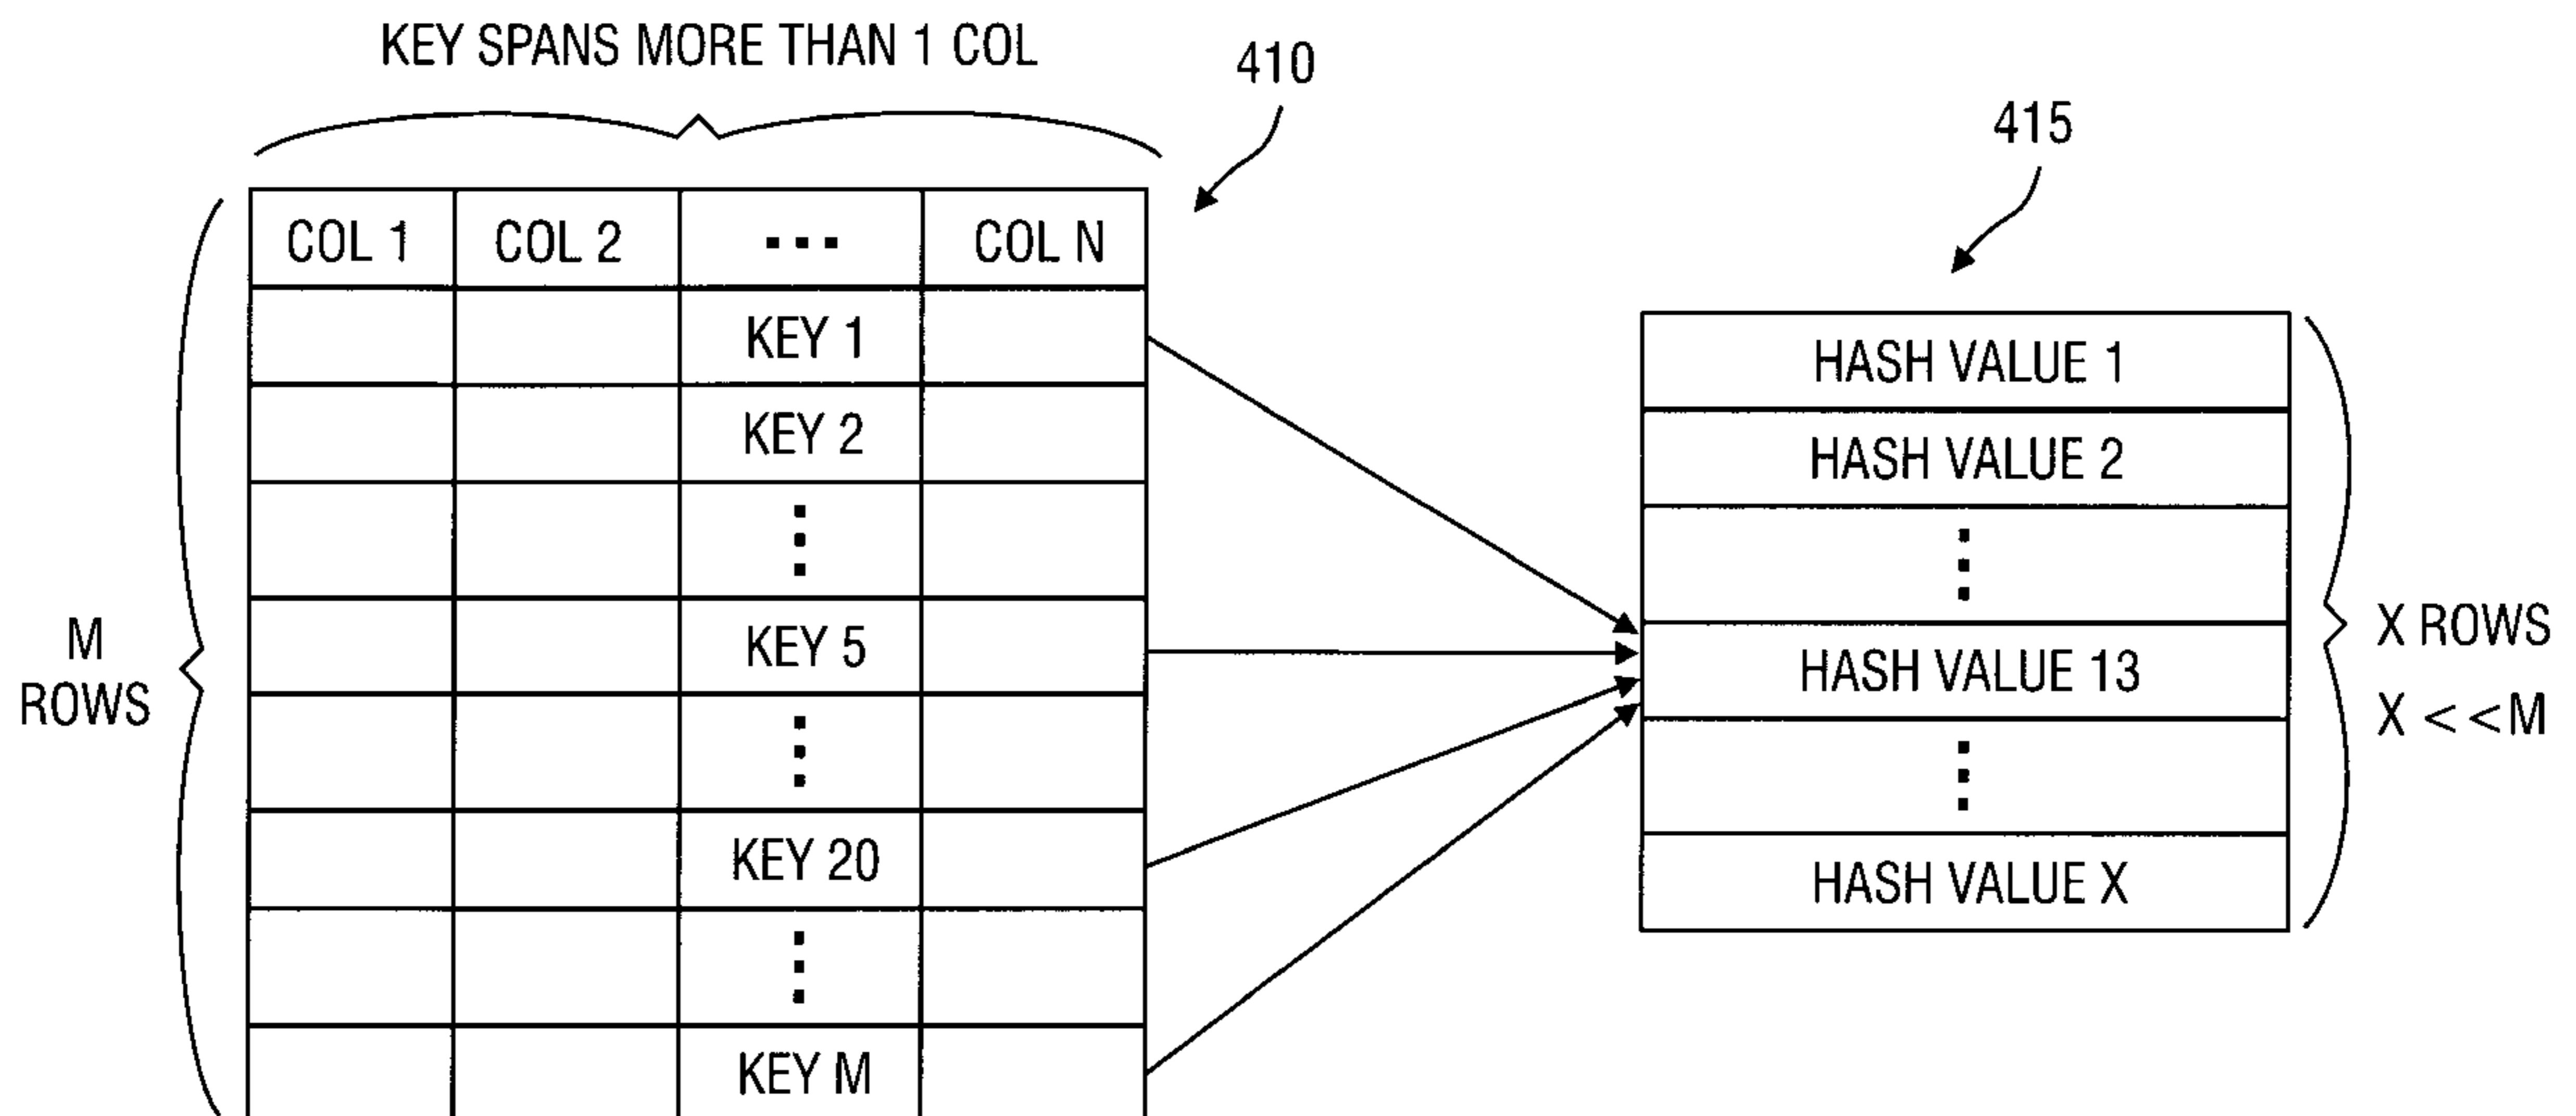 KEY SPANS MORE THAN 1 COL
410
415
COL 1 COL 2 ... COL N
KEY 1
KEY 2
KEY 5
KEY 20
KEY M
M
ROWS
HASH VALUE 1
HASH VALUE 2
HASH VALUE 13
HASH VALUE X
X ROWS
X <<M